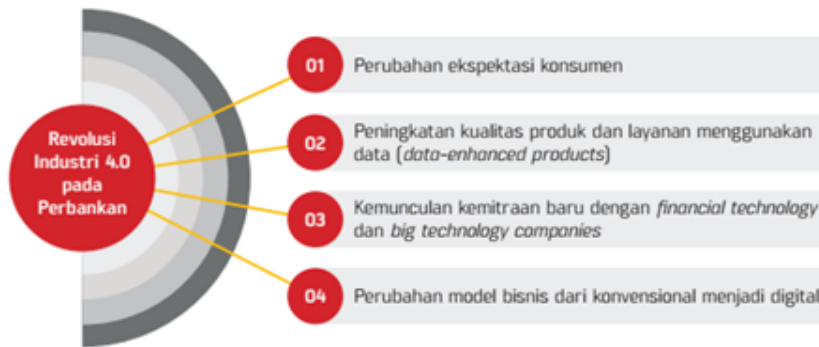 Revolusi
Industri 4.0
pada
Perbankan
01
Perubahan ekspektasi konsumen
02
Peningkatan kualitas produk dan layanan menggunakan
data (data-enhanced products)
03
Kemunculan kemitraan baru dengan financial technology
dan big technology companies
04
Perubahan model bisnis dari konvensional menjadi digital